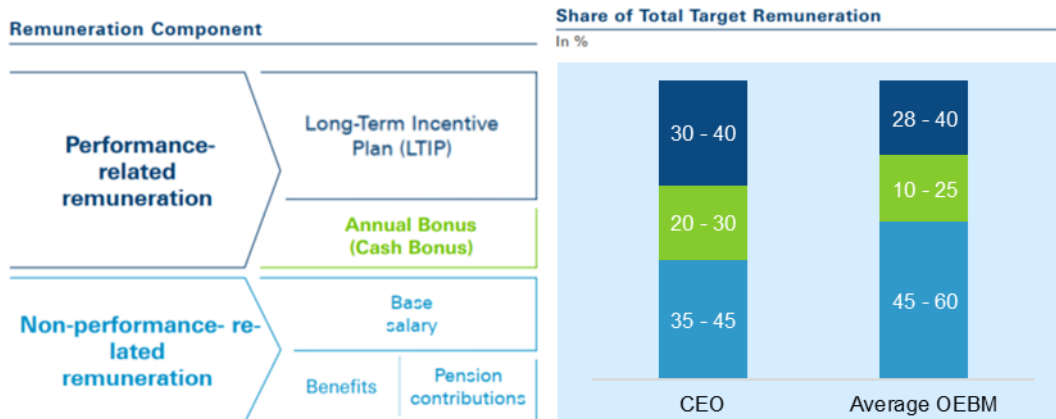 Remuneration Component
Performance-
related
remuneration
Long-Term Incentive
Plan (LTIP)
Annual Bonus
(Cash Bonus)
Non-performance- re-
lated
remuneration
Base
salary
Benefits
Pension
contributions
Share of Total Target Remuneration
In %
30 - 40
20 - 30
35 - 45
CEO
28 - 40
10 - 25
45 - 60
Average OEBM